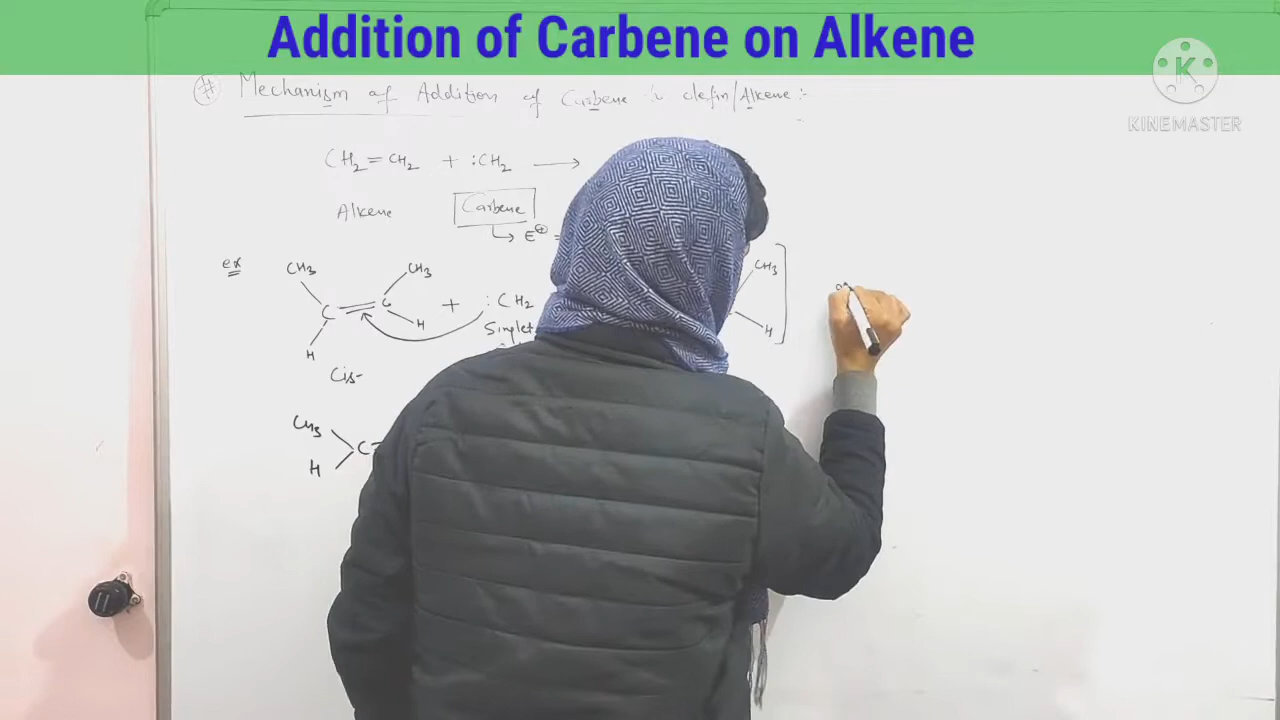 Addition of Carbene on Alkene
K
KINEMASTER
# Mechanism of Addition of Carbene olefin/Alkene :-
CH2=CH2 + :CH2 ⟶
Alkene Carbene
↳ E⊕ =
ex CH3 CH3 CH3
C=C + :CH2
H H H
Singlet
Cis-
CH3
C=
H